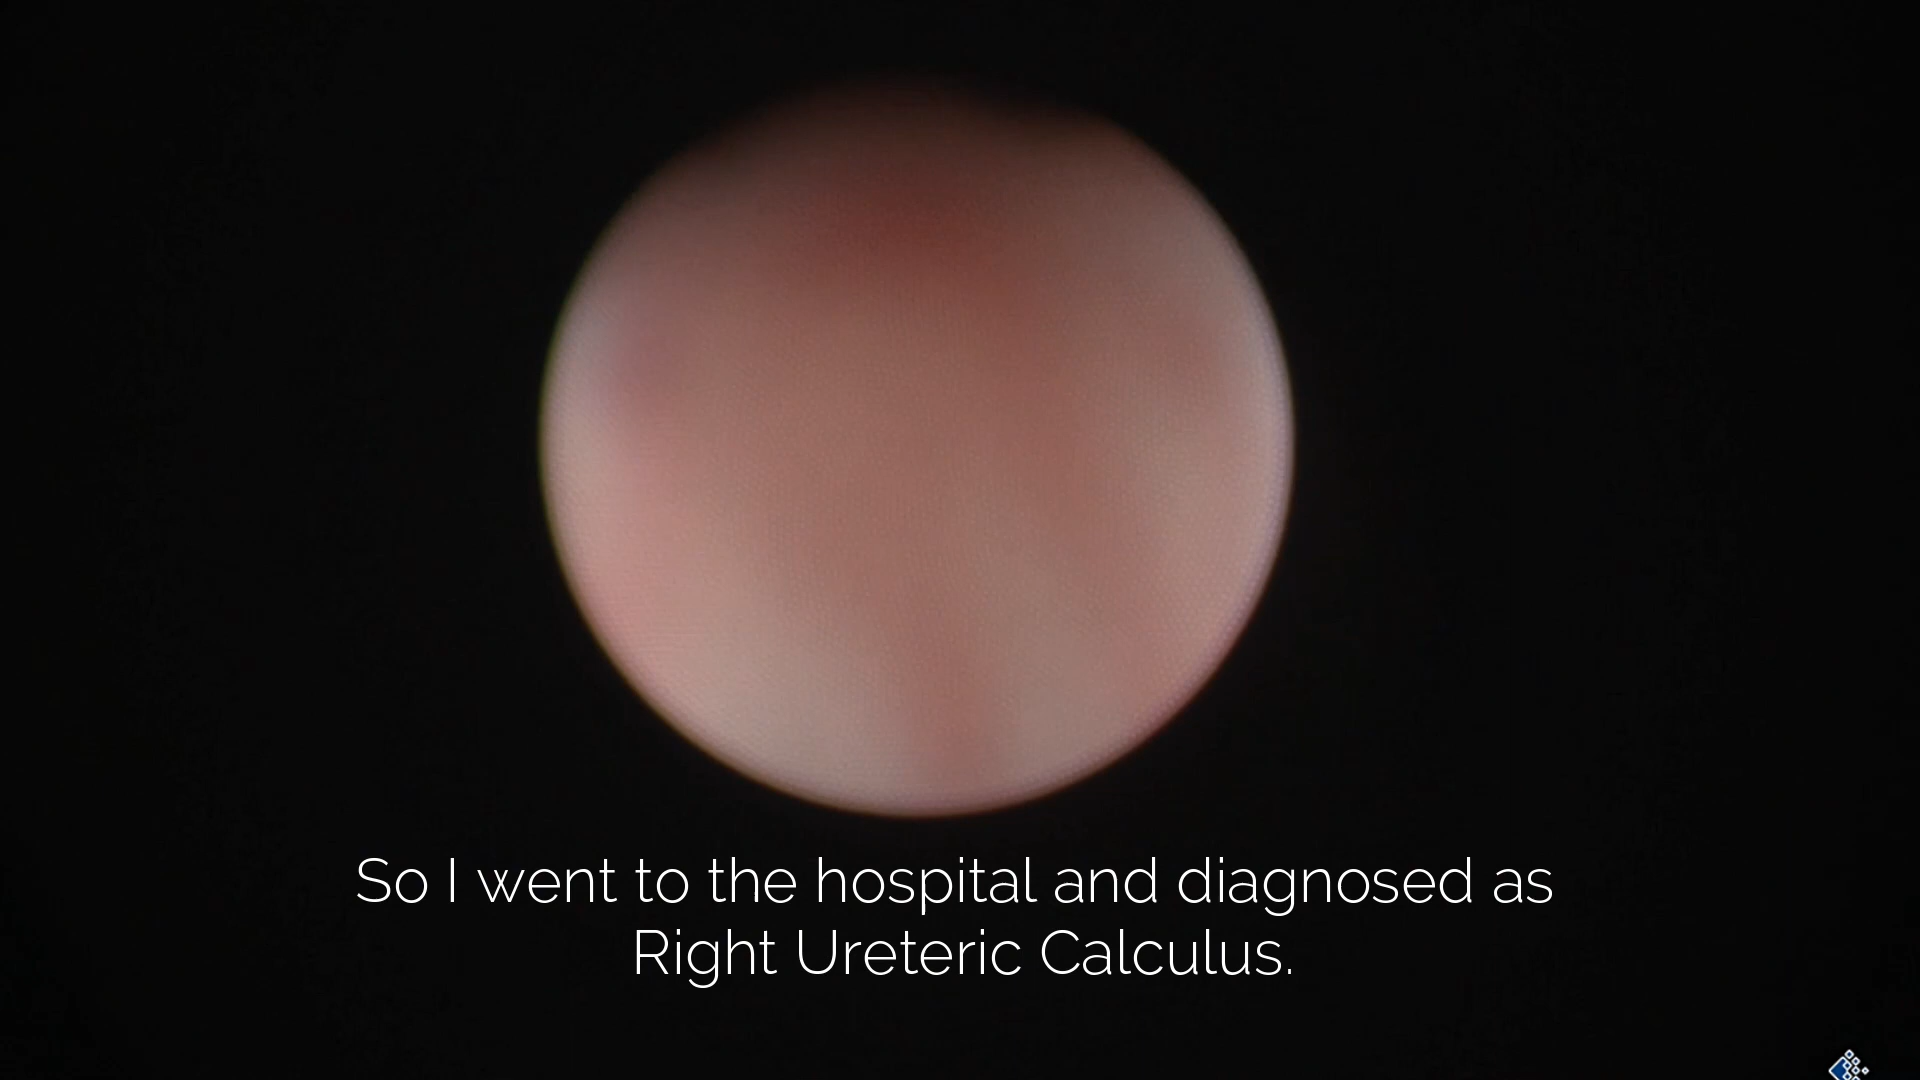 So I went to the hospital and diagnosed as
Right Ureteric Calculus.